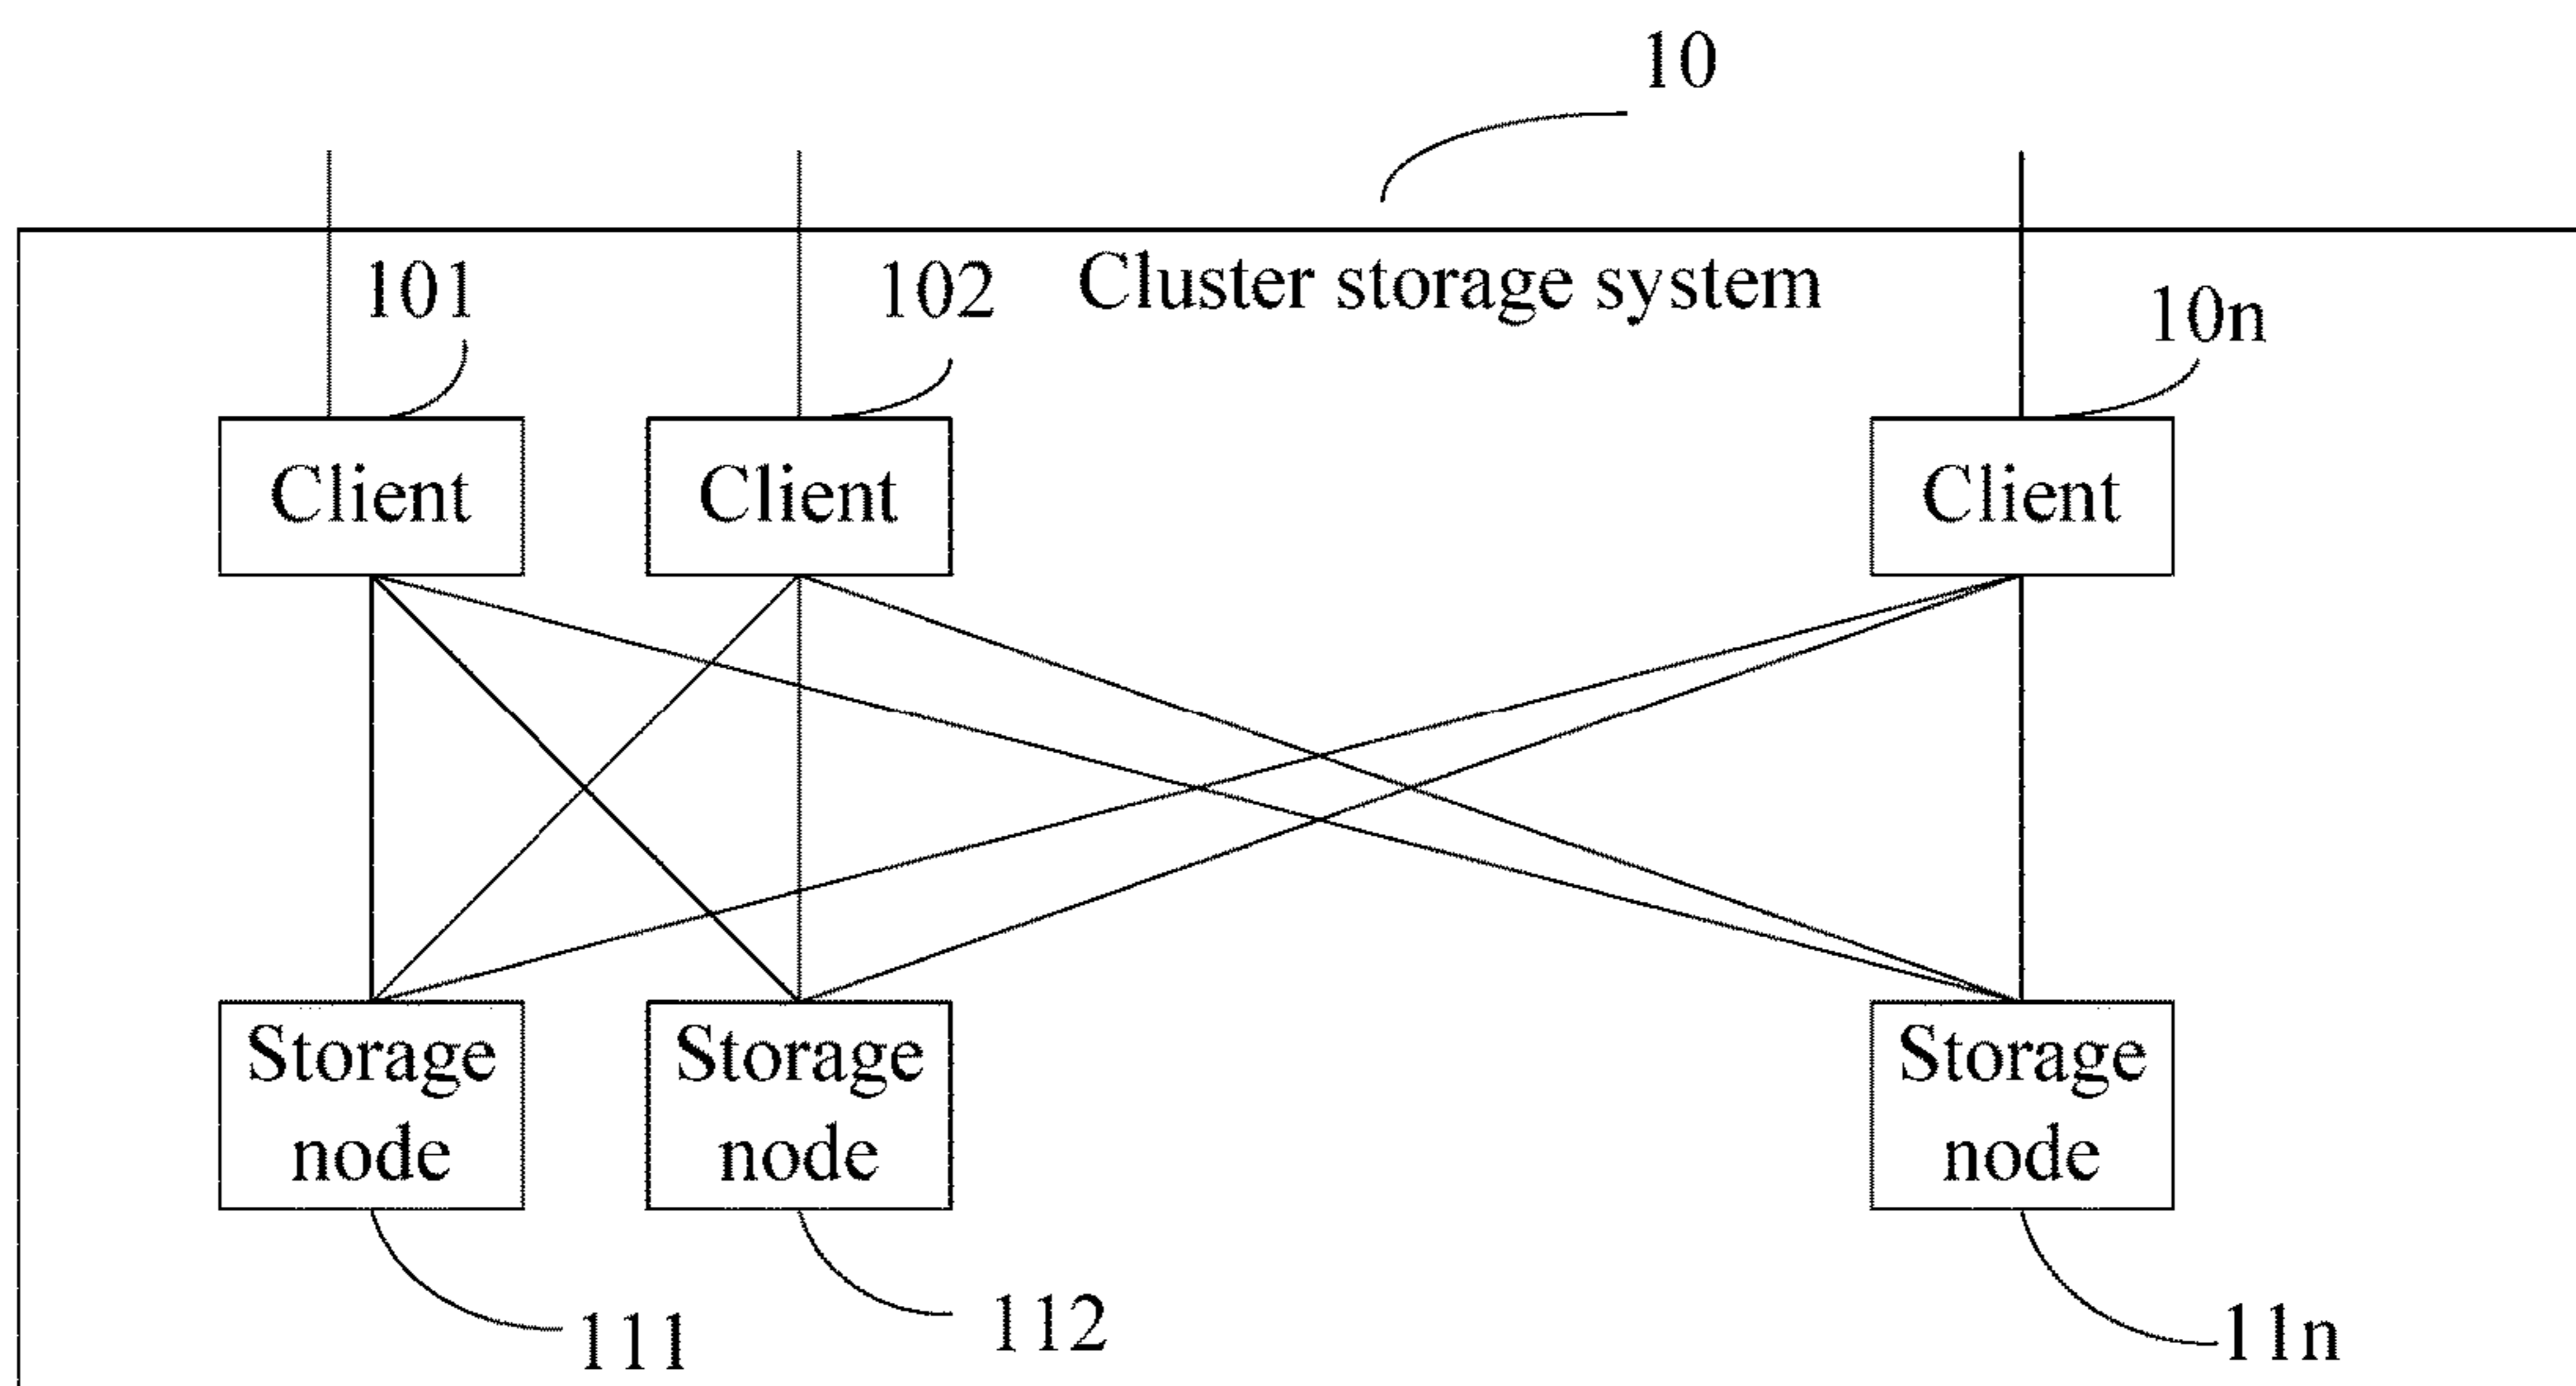 10
101
102
Cluster storage system
10n
Client
Client
Client
Storage
node
Storage
node
Storage
node
111
112
11n